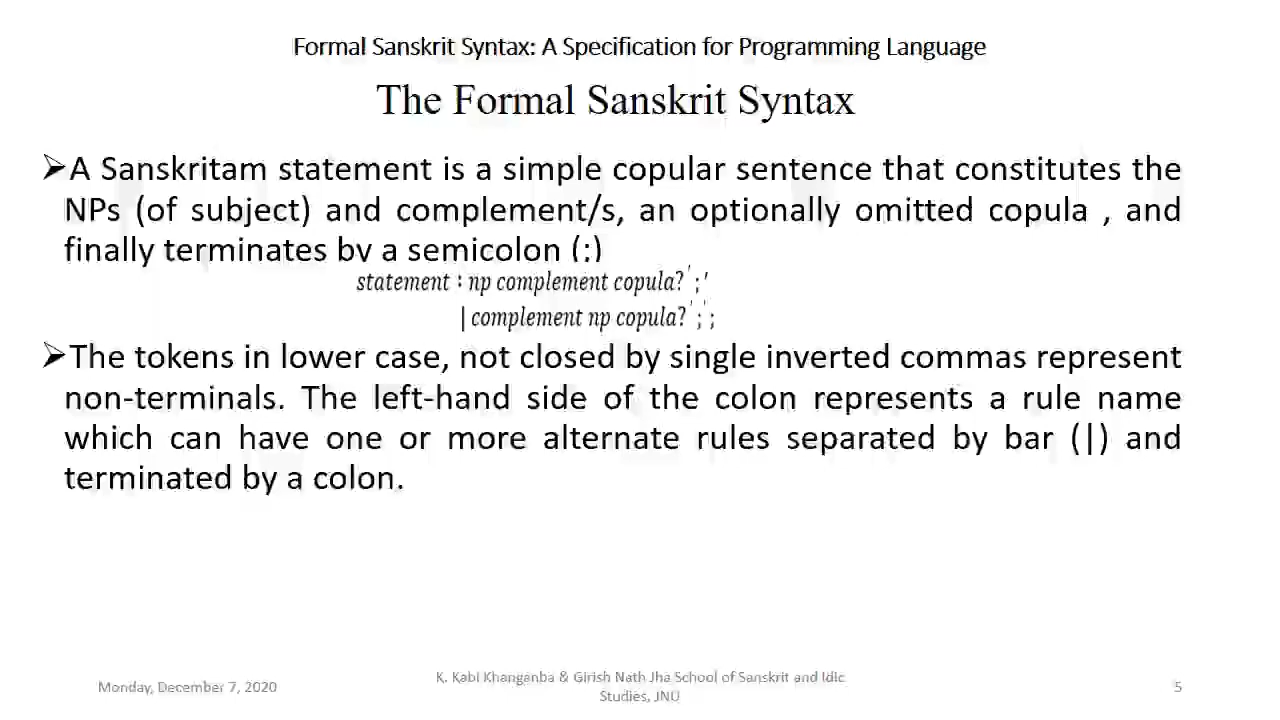 Formal Sanskrit Syntax: A Specification for Programming Language
The Formal Sanskrit Syntax
➢A Sanskritam statement is a simple copular sentence that constitutes the
NPs (of subject) and complement/s, an optionally omitted copula , and
finally terminates by a semicolon (;)
statement : np complement copula? ';'
| complement np copula? ';';
➢The tokens in lower case, not closed by single inverted commas represent
non-terminals. The left-hand side of the colon represents a rule name
which can have one or more alternate rules separated by bar (|) and
terminated by a colon.
Monday, December 7, 2020
K. Kabi Khanganba & Girish Nath Jha School of Sanskrit and Idic
Studies, JNU
5